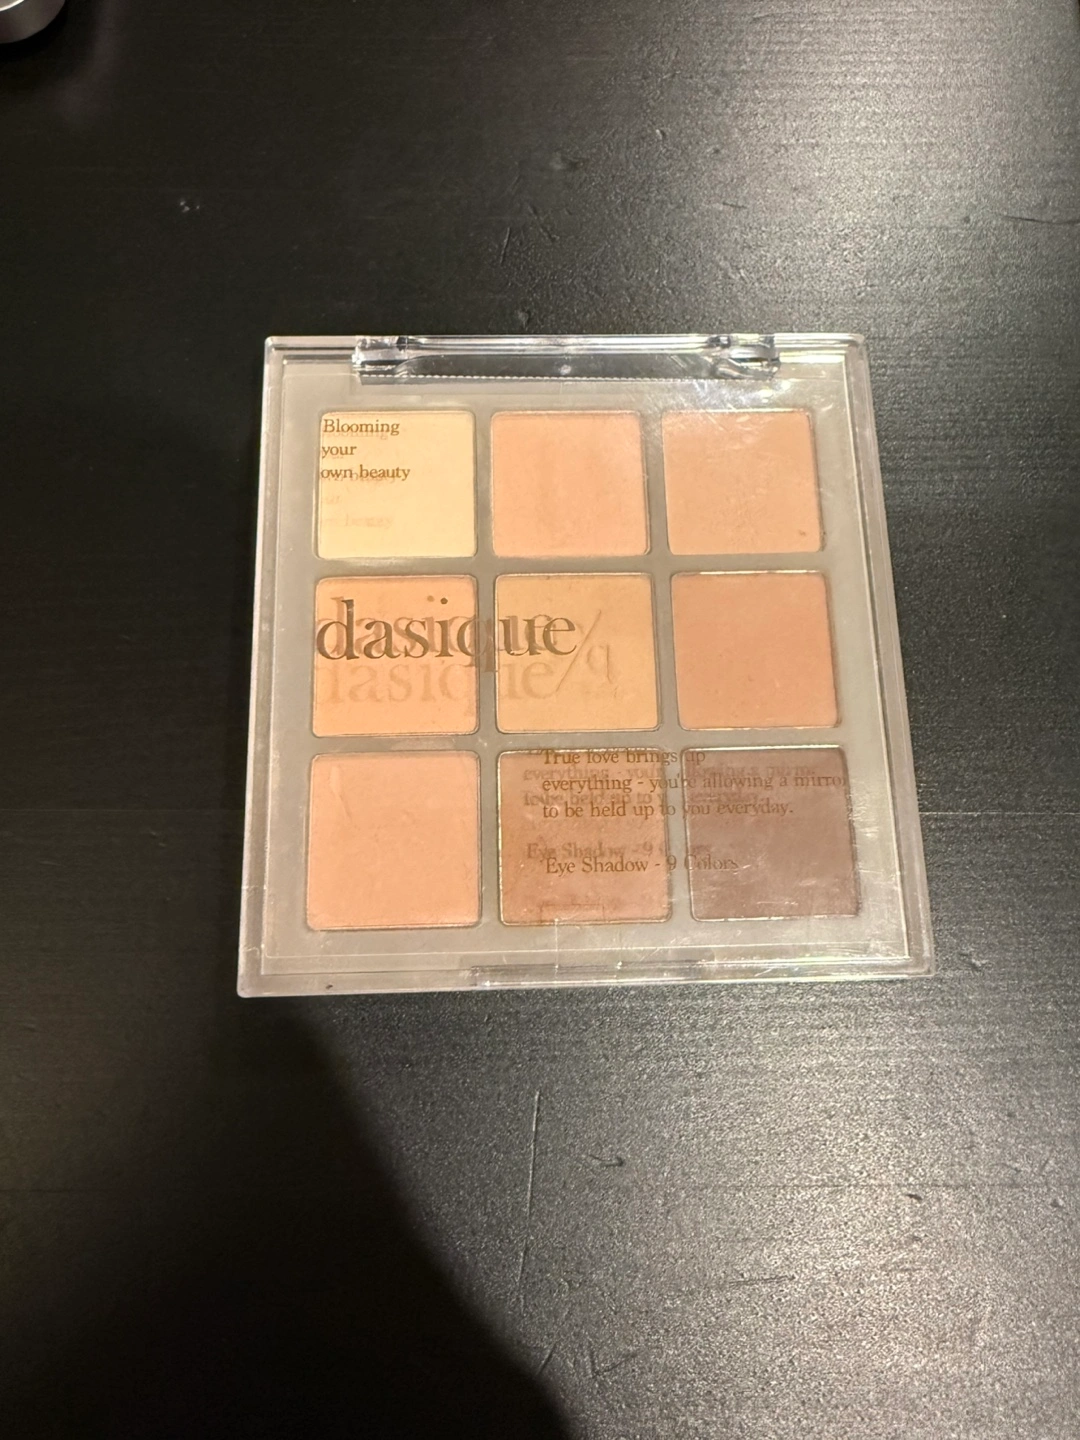 Blooming
your
own beauty
dasique
"True love brings up
everything - you're allowing a mirror
to be held up to you everyday.
Eye Shadow - 9 Colors